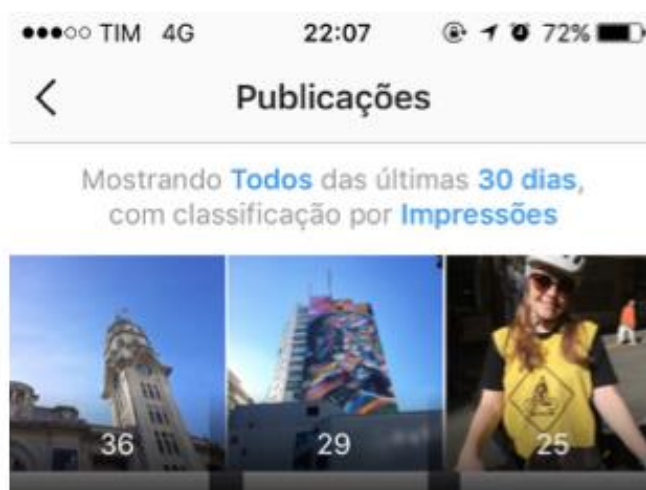 TIM 4G 22:07 72%
Publicações
Mostrando Todos das últimas 30 dias,
com classificação por Impressões
36 29 25